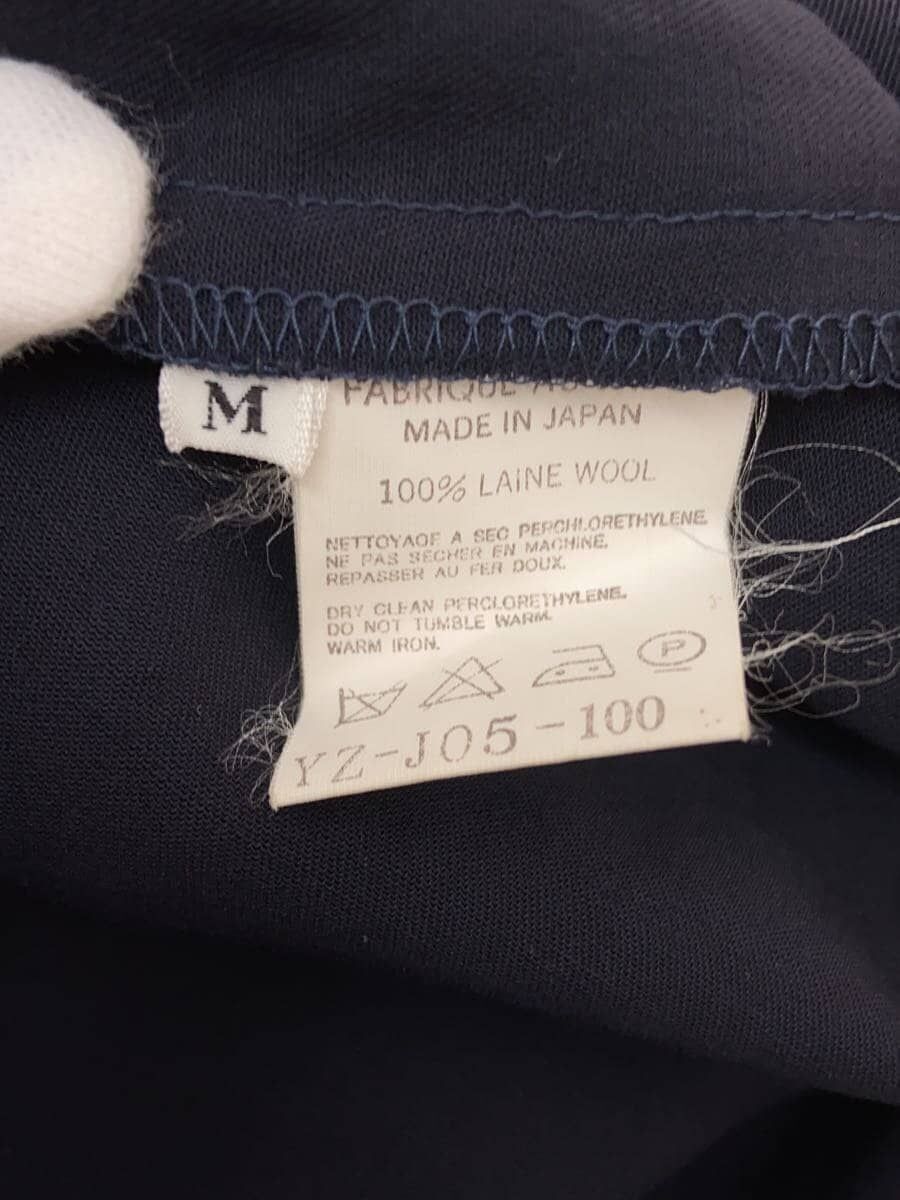 M
FABRIQUE
MADE IN JAPAN
100% LAINE WOOL
NETTOYAGE A SEC PERCHLORETHYLENE
NE PAS SECHER EN MACHINE.
REPASSER AU FER DOUX.
DRY CLEAN PERCLORETHYLENE.
DO NOT TUMBLE WARM.
WARM IRON.
P
YZ-J05-100